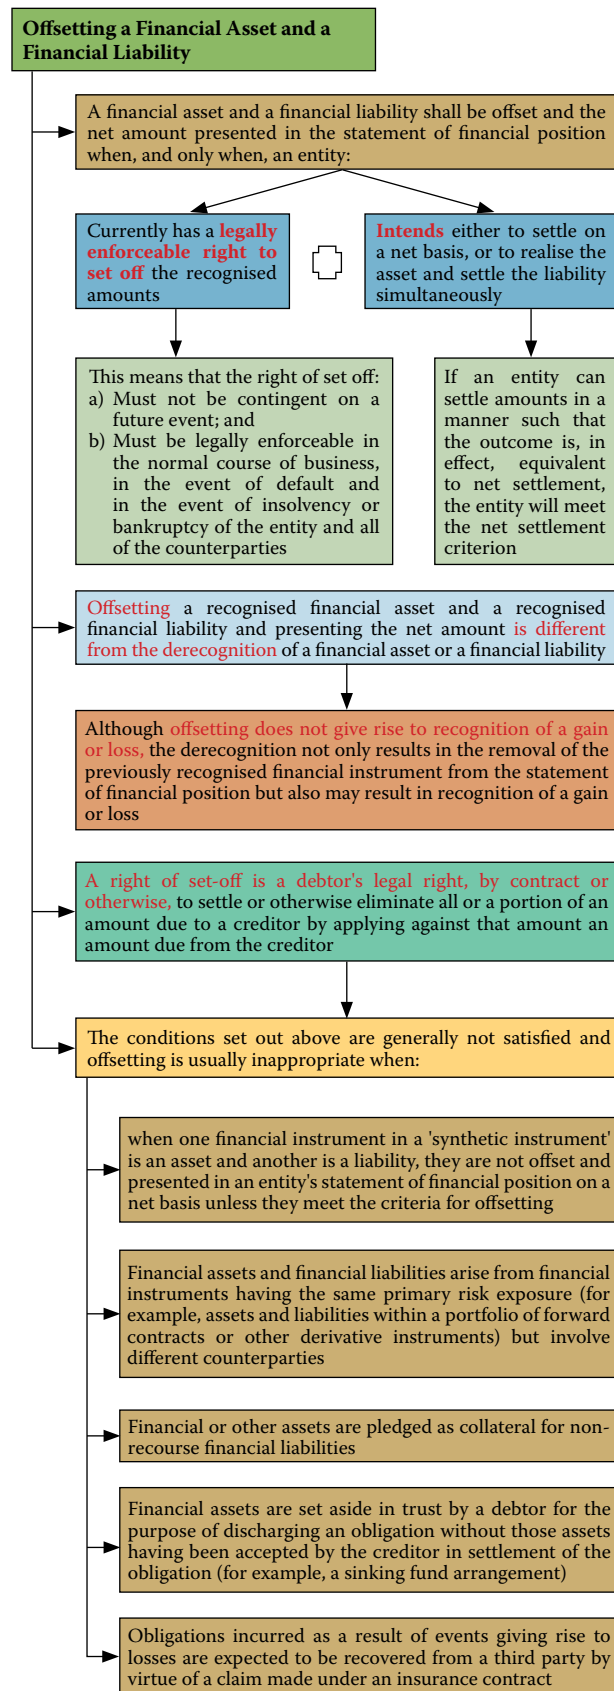 Offsetting a Financial Asset and a
Financial Liability
A financial asset and a financial liability shall be offset and the
net amount presented in the statement of financial position
when, and only when, an entity:
Currently has a legally
enforceable right to
set off the recognised
amounts
Intends either to settle on
a net basis, or to realise the
asset and settle the liability
simultaneously
This means that the right of set off:
a) Must not be contingent on a
future event; and
b) Must be legally enforceable in
the normal course of business,
in the event of default and
in the event of insolvency or
bankruptcy of the entity and all
of the counterparties
If an entity can
settle amounts in a
manner such that
the outcome is, in
effect, equivalent
to net settlement,
the entity will meet
the net settlement
criterion
Offsetting a recognised financial asset and a recognised
financial liability and presenting the net amount is different
from the derecognition of a financial asset or a financial liability
Although offsetting does not give rise to recognition of a gain
or loss, the derecognition not only results in the removal of the
previously recognised financial instrument from the statement
of financial position but also may result in recognition of a gain
or loss
A right of set-off is a debtor's legal right, by contract or
otherwise, to settle or otherwise eliminate all or a portion of an
amount due to a creditor by applying against that amount an
amount due from the creditor
The conditions set out above are generally not satisfied and
offsetting is usually inappropriate when:
when one financial instrument in a 'synthetic instrument'
is an asset and another is a liability, they are not offset and
presented in an entity's statement of financial position on a
net basis unless they meet the criteria for offsetting
Financial assets and financial liabilities arise from financial
instruments having the same primary risk exposure (for
example, assets and liabilities within a portfolio of forward
contracts or other derivative instruments) but involve
different counterparties
Financial or other assets are pledged as collateral for non-
recourse financial liabilities
Financial assets are set aside in trust by a debtor for the
purpose of discharging an obligation without those assets
having been accepted by the creditor in settlement of the
obligation (for example, a sinking fund arrangement)
Obligations incurred as a result of events giving rise to
losses are expected to be recovered from a third party by
virtue of a claim made under an insurance contract